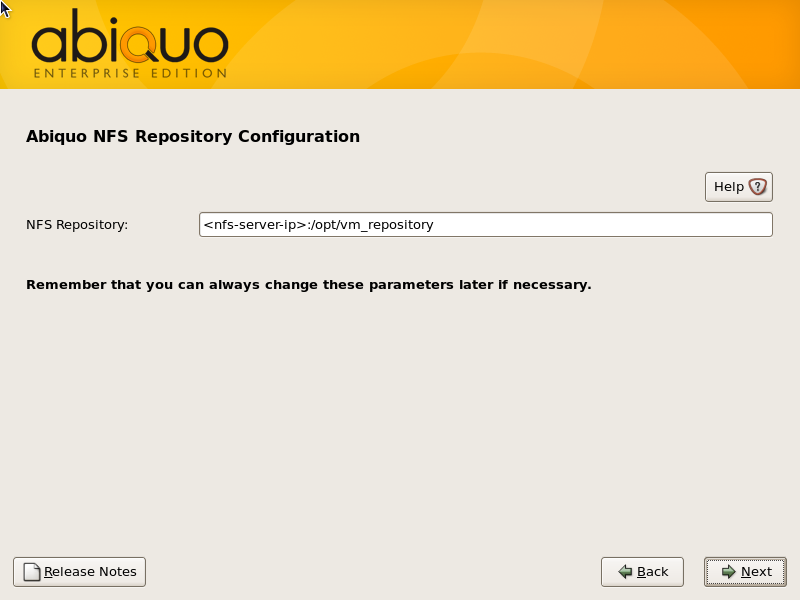 abiquo
ENTERPRISE EDITION
Abiquo NFS Repository Configuration
Help
NFS Repository: <nfs-server-ip>:/opt/vm_repository
Remember that you can always change these parameters later if necessary.
Release Notes Back Next